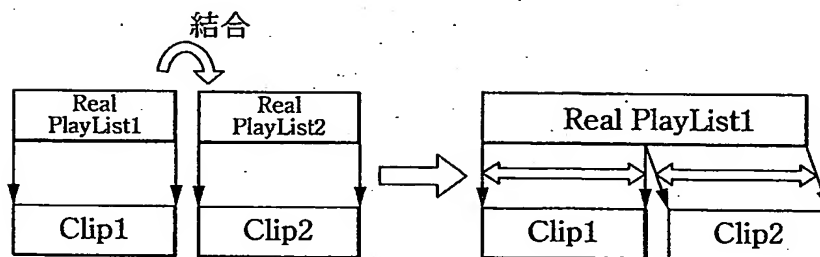 結合
Real
PlayList1
Real
PlayList2
Real PlayList1
Clip1
Clip2
Clip1
Clip2